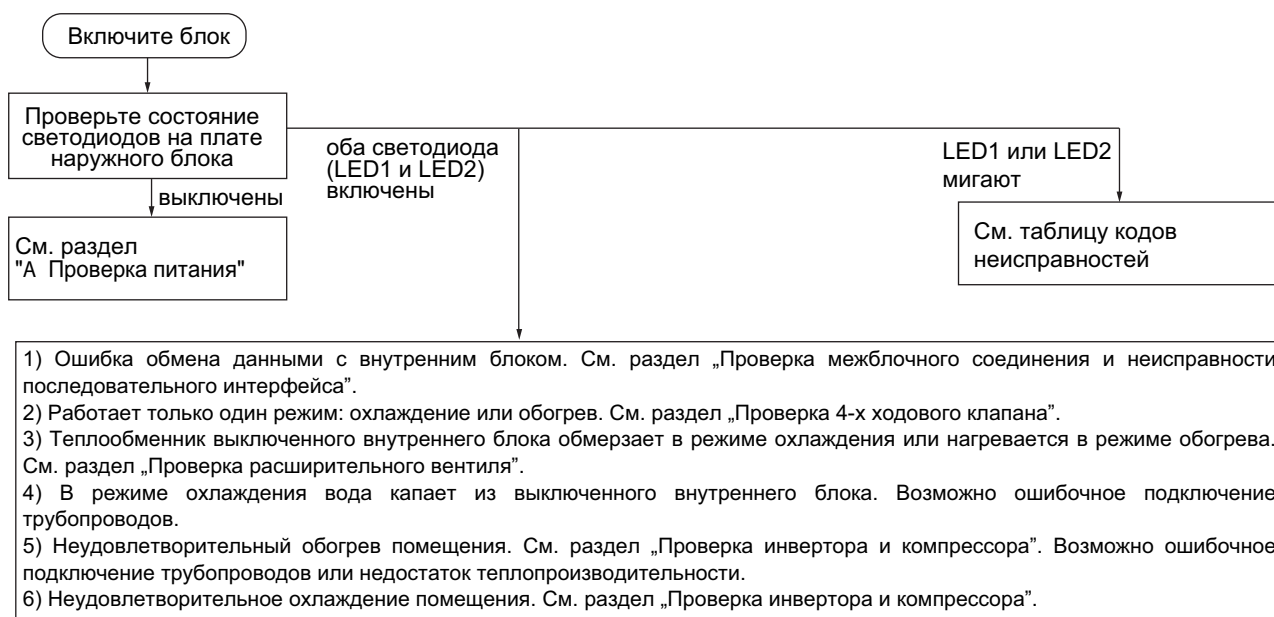 Включите блок
Проверьте состояние
светодиодов на плате
наружного блока
оба светодиода
(LED1 и LED2)
включены
LED1 или LED2
мигают
выключены
См. раздел
"А Проверка питания"
См. таблицу кодов
неисправностей
1) Ошибка обмена данными с внутренним блоком. См. раздел „Проверка межблочного соединения и неисправности
последовательного интерфейса”.
2) Работает только один режим: охлаждение или обогрев. См. раздел „Проверка 4-х ходового клапана”.
3) Теплообменник выключенного внутреннего блока обмерзает в режиме охлаждения или нагревается в режиме обогрева.
См. раздел „Проверка расширительного вентиля”.
4) В режиме охлаждения вода капает из выключенного внутреннего блока. Возможно ошибочное подключение
трубопроводов.
5) Неудовлетворительный обогрев помещения. См. раздел „Проверка инвертора и компрессора”. Возможно ошибочное
подключение трубопроводов или недостаток теплопроизводительности.
6) Неудовлетворительное охлаждение помещения. См. раздел „Проверка инвертора и компрессора”.